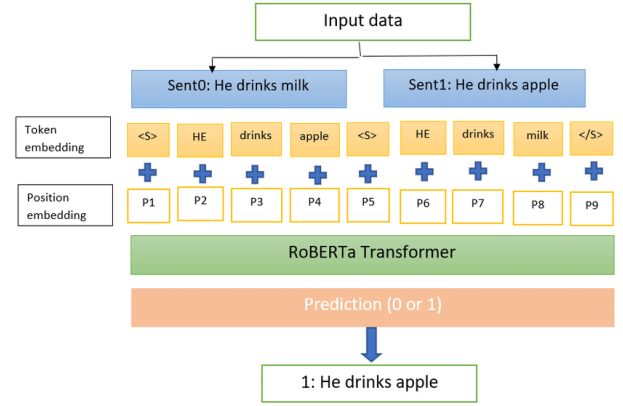 Input data
Sent0: He drinks milk
Sent1: He drinks apple
Token
embedding
<S> HE drinks apple <S> HE drinks milk </S>
Position
embedding
P1 P2 P3 P4 P5 P6 P7 P8 P9
RoBERTa Transformer
Prediction (0 or 1)
1: He drinks apple